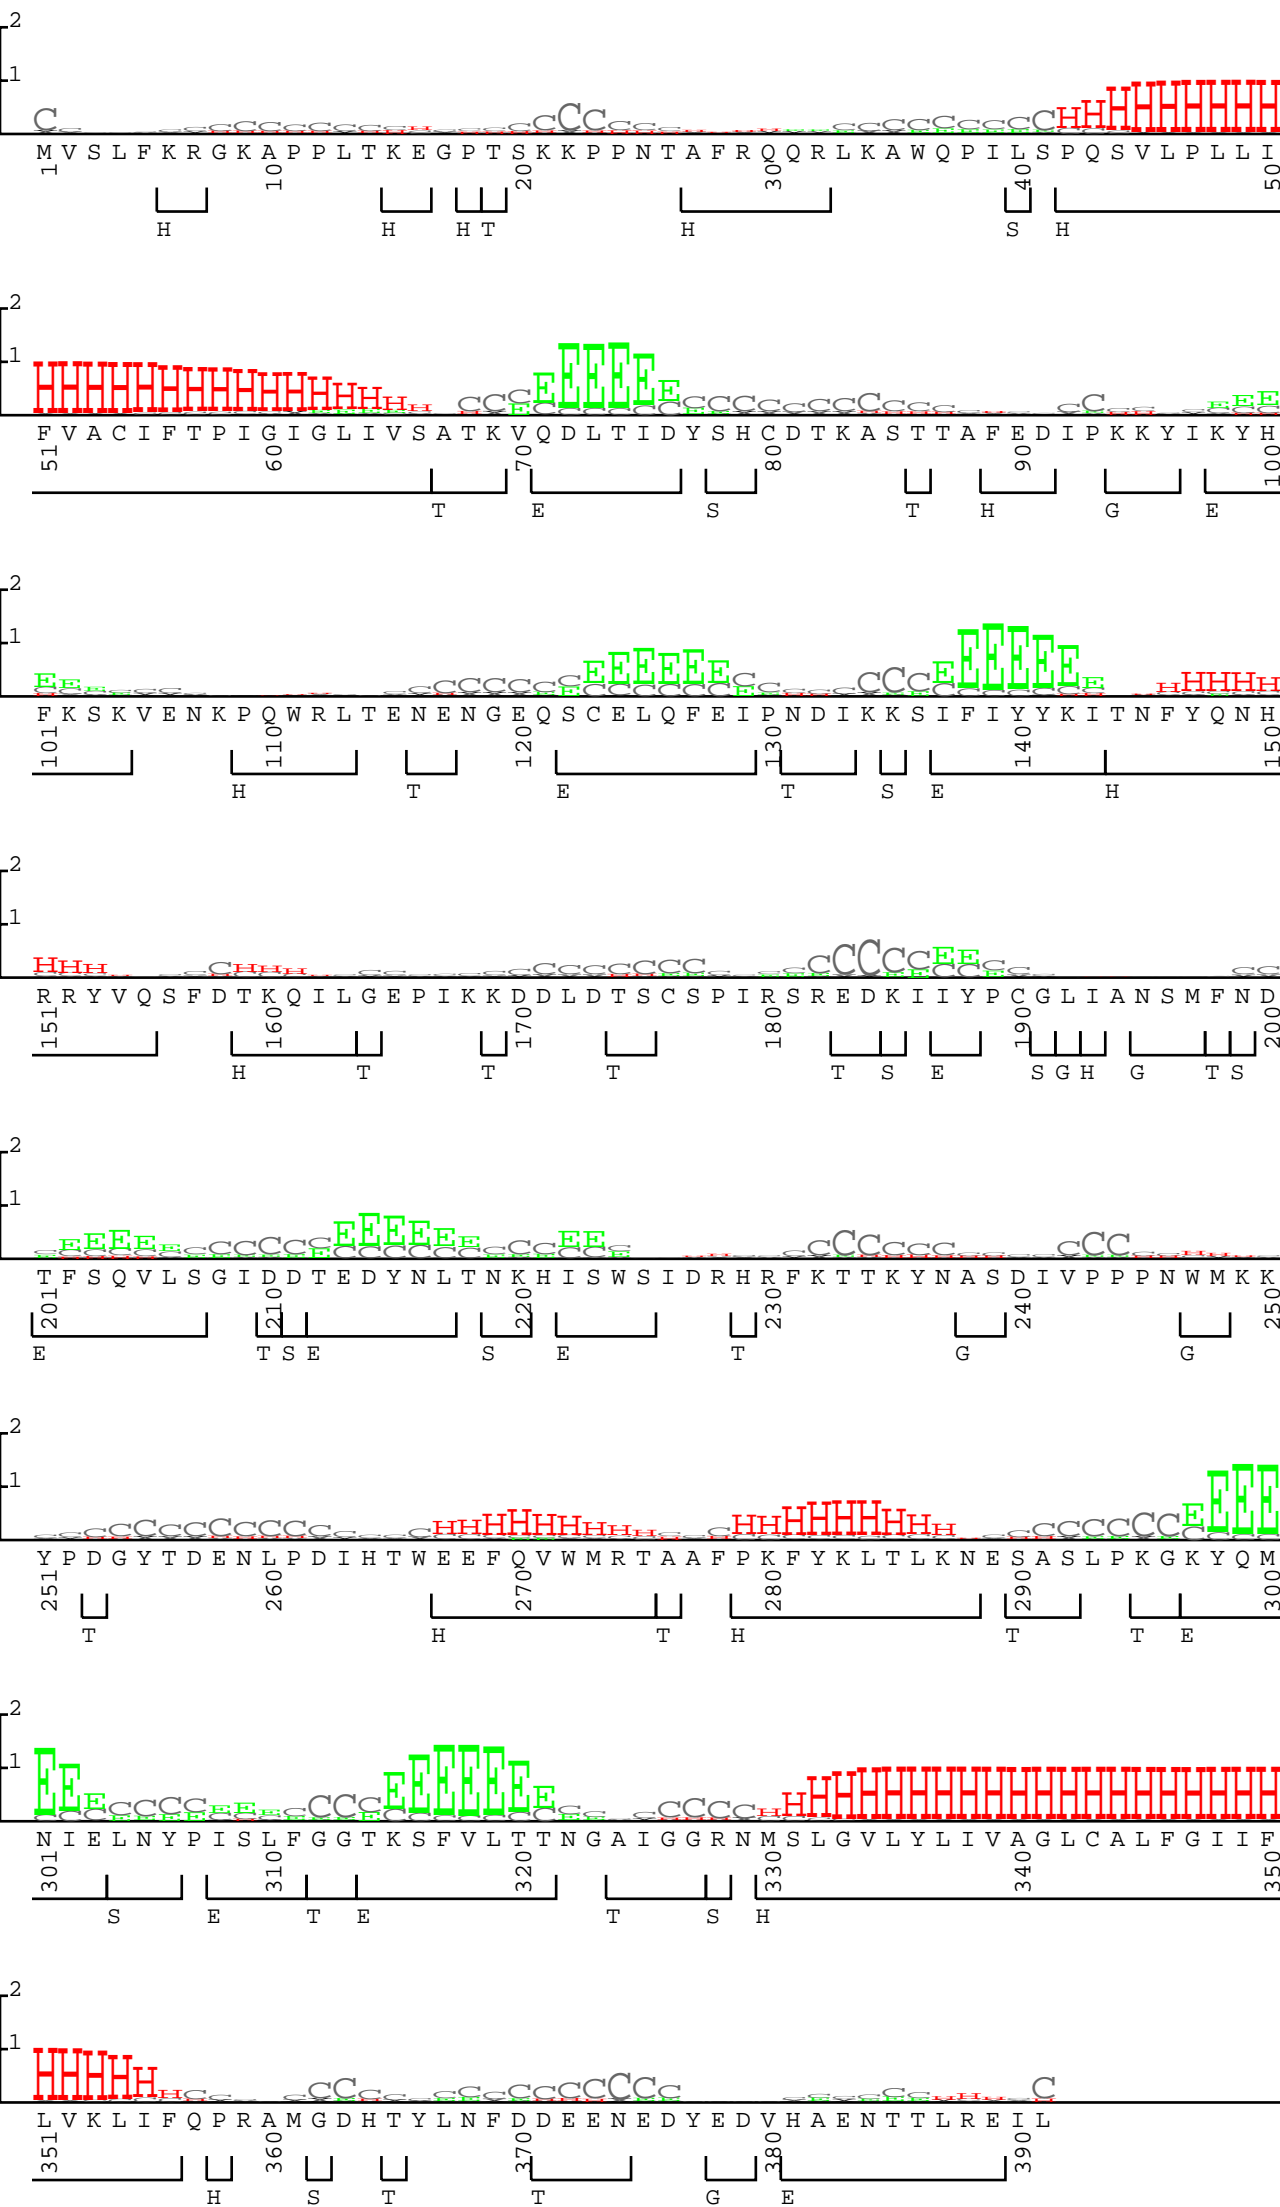 2
1
M V S L F K R G K A P P L T K E G P T S K K P P N T A F R Q Q R L K A W Q P I L S P Q S V L P L L I
1 10 20 30 40 50
H H H T H S H
2
1
F V A C I F T P I G I G L I V S A T K V Q D L T I D Y S H C D T K A S T T A F E D I P K K Y I K Y H
51 60 70 80 90 100
T E S T H G E
2
1
F K S K V E N K P Q W R L T E N E N G E Q S C E L Q F E I P N D I K K S I F I Y Y K I T N F Y Q N H
101 110 120 130 140 150
H T E T S E H
2
1
R R Y V Q S F D T K Q I L G E P I K K D D L D T S C S P I R S R E D K I I Y P C G L I A N S M F N D
151 160 170 180 190 200
H T T T T S E S G H G T S
2
1
T F S Q V L S G I D D T E D Y N L T N K H I S W S I D R H R F K T T K Y N A S D I V P P P N W M K K
201 210 220 230 240 250
E T S E S E T G G
2
1
Y P D G Y T D E N L P D I H T W E E F Q V W M R T A A F P K F Y K L T L K N E S A S L P K G K Y Q M
251 260 270 280 290 300
T H T H T T E
2
1
N I E L N Y P I S L F G G T K S F V L T T N G A I G G R N M S L G V L Y L I V A G L C A L F G I I F
301 310 320 330 340 350
S E T E T S H
2
1
L V K L I F Q P R A M G D H T Y L N F D D E E N E D Y E D V H A E N T T L R E I L
351 360 370 380 390
H S T T G E